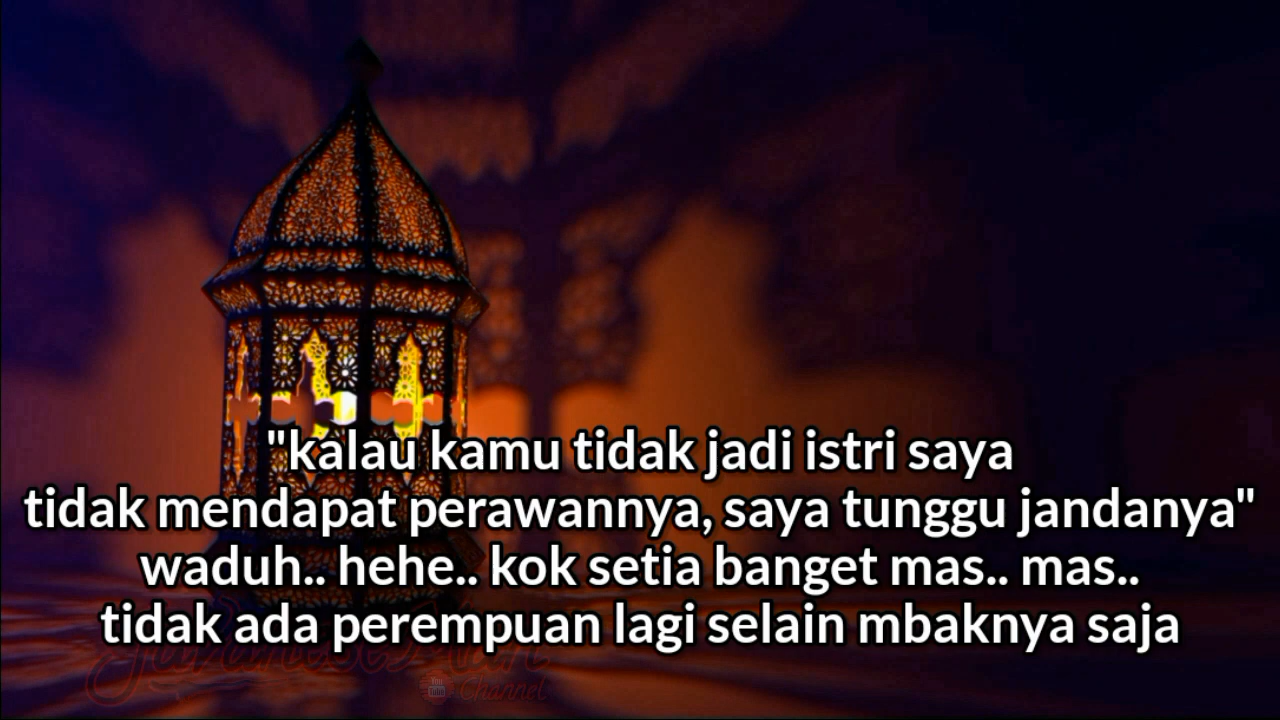 "kalau kamu tidak jadi istri saya
tidak mendapat perawannya, saya tunggu jandanya"
waduh.. hehe.. kok setia banget mas.. mas..
tidak ada perempuan lagi selain mbaknya saja
Channel